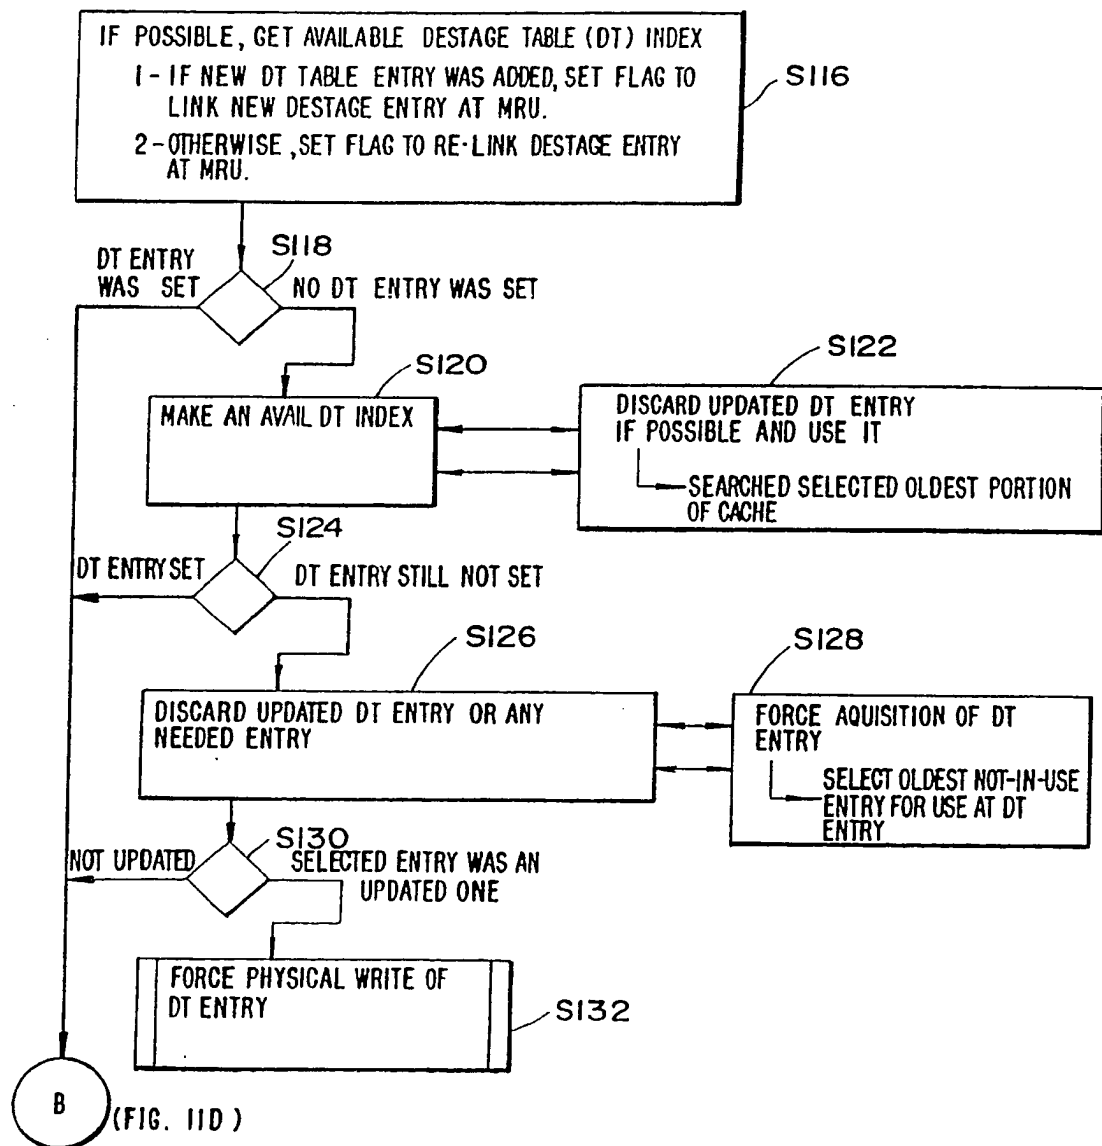 IF POSSIBLE, GET AVAILABLE DESTAGE TABLE (DT) INDEX
1 - IF NEW DT TABLE ENTRY WAS ADDED, SET FLAG TO
LINK NEW DESTAGE ENTRY AT MRU.
2 - OTHERWISE, SET FLAG TO RE-LINK DESTAGE ENTRY
AT MRU.
S116
DT ENTRY
WAS SET
S118
NO DT ENTRY WAS SET
S120
MAKE AN AVAIL DT INDEX
S122
DISCARD UPDATED DT ENTRY
IF POSSIBLE AND USE IT
SEARCHED SELECTED OLDEST PORTION
OF CACHE
S124
DT ENTRY SET
DT ENTRY STILL NOT SET
S126
DISCARD UPDATED DT ENTRY OR ANY
NEEDED ENTRY
S128
FORCE AQUISITION OF DT
ENTRY
SELECT OLDEST NOT-IN-USE
ENTRY FOR USE AT DT
ENTRY
S130
NOT UPDATED
SELECTED ENTRY WAS AN
UPDATED ONE
FORCE PHYSICAL WRITE OF
DT ENTRY
S132
B
(FIG. 11D)